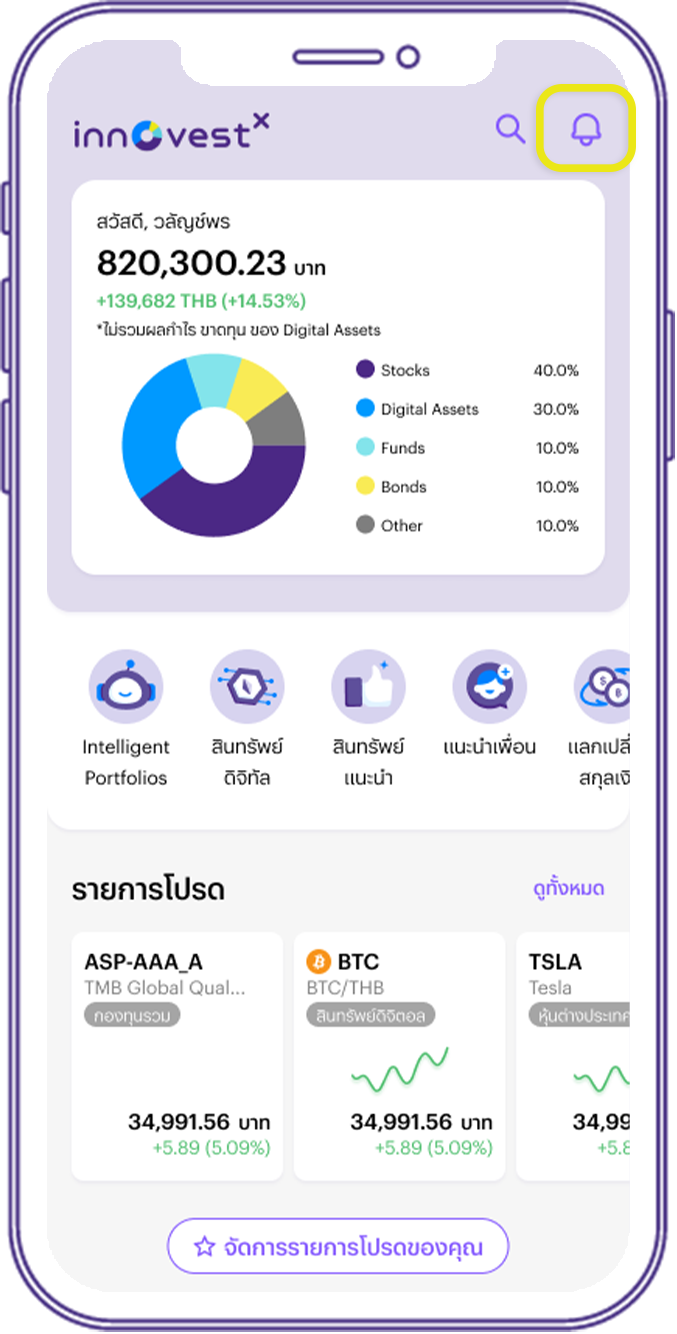 innovestx
สวัสดี, วลัญช์พร
820,300.23 บาท
+139,682 THB (+14.53%)
*ไม่รวมผลกำไร ขาดทุน ของ Digital Assets
Stocks 40.0%
Digital Assets 30.0%
Funds 10.0%
Bonds 10.0%
Other 10.0%
Intelligent Portfolios
สินทรัพย์ ดิจิทัล
สินทรัพย์ แนะนำ
แนะนำเพื่อน
แลกเปลี่ สกุลเงิ
รายการโปรด ดูทั้งหมด
ASP-AAA_A
TMB Global Qual...
กองทุนรวม
34,991.56 บาท
+5.89 (5.09%)
BTC
BTC/THB
สินทรัพย์ดิจิตอล
34,991.56 บาท
+5.89 (5.09%)
TSLA
Tesla
หุ้นต่างประเทศ
34,99
+5.8
จัดการรายการโปรดของคุณ